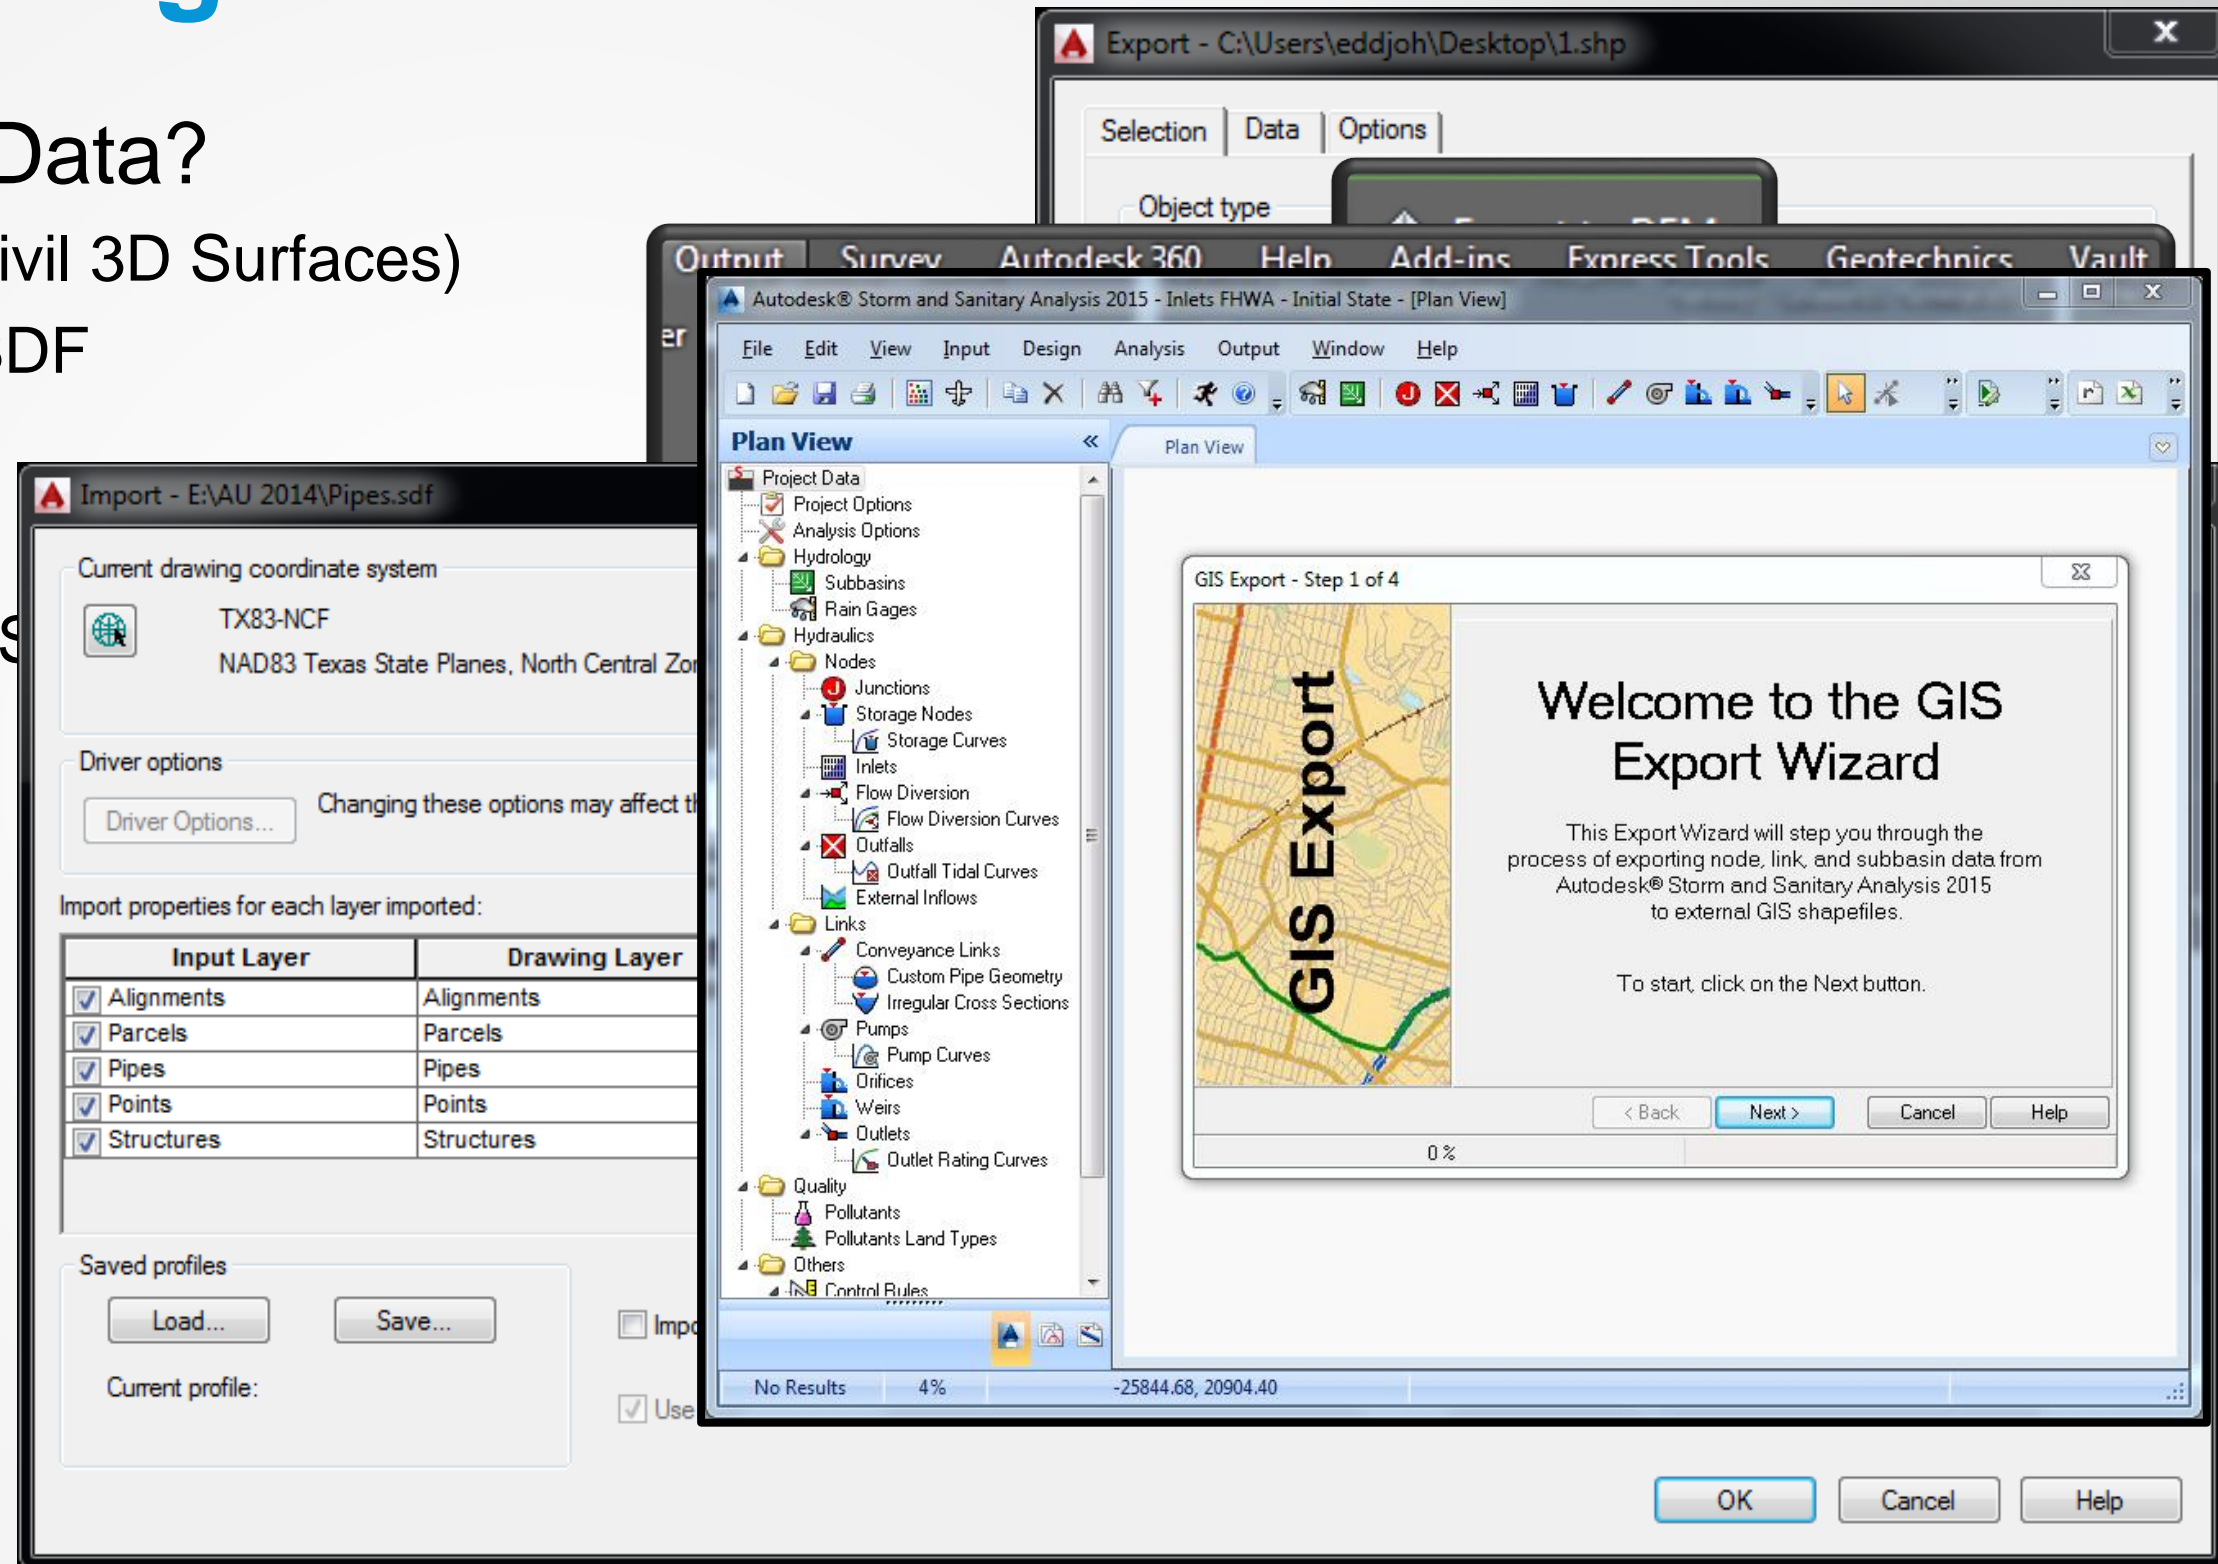 Data?
ivil 3D Surfaces)
Export - C:\Users\eddjoh\Desktop\1.shp
Selection Data Options
Object type
Output Survey Autodesk 360 Help Add-ins Express Tools Geotechnics Vault
er
Import - E:\AU 2014\Pipes.sdf
Current drawing coordinate system
TX83-NCF
NAD83 Texas State Planes, North Central Zon
Driver options
Driver Options...
Changing these options may affect th
Import properties for each layer imported:
Input Layer Drawing Layer
Alignments Alignments
Parcels Parcels
Pipes Pipes
Points Points
Structures Structures
Saved profiles
Load... Save...
Impo
Current profile:
Use
OK Cancel Help
Autodesk® Storm and Sanitary Analysis 2015 - Inlets FHWA - Initial State - [Plan View]
File Edit View Input Design Analysis Output Window Help
Plan View «
Plan View
Project Data
Project Options
Analysis Options
Hydrology
Subbasins
Rain Gages
Hydraulics
Nodes
Junctions
Storage Nodes
Storage Curves
Inlets
Flow Diversion
Flow Diversion Curves
Outfalls
Outfall Tidal Curves
External Inflows
Links
Conveyance Links
Custom Pipe Geometry
Irregular Cross Sections
Pumps
Pump Curves
Orifices
Weirs
Outlets
Outlet Rating Curves
Quality
Pollutants
Pollutants Land Types
Others
Control Rules
No Results 4% -25844.68, 20904.40
GIS Export - Step 1 of 4
GIS Export
Welcome to the GIS
Export Wizard
This Export Wizard will step you through the
process of exporting node, link, and subbasin data from
Autodesk® Storm and Sanitary Analysis 2015
to external GIS shapefiles.
To start, click on the Next button.
< Back Next > Cancel Help
0 %